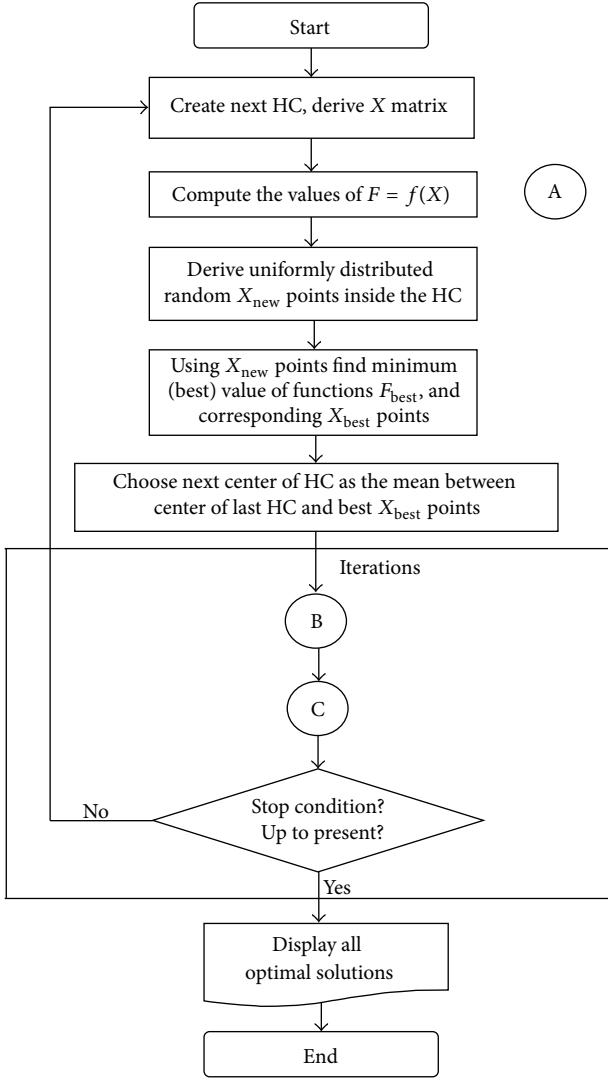 Start
Create next HC, derive X matrix
Compute the values of F = f(X)
A
Derive uniformly distributed
random Xnew points inside the HC
Using Xnew points find minimum
(best) value of functions Fbest, and
corresponding Xbest points
Choose next center of HC as the mean between
center of last HC and best Xbest points
Iterations
B
C
Stop condition?
Up to present?
No
Yes
Display all
optimal solutions
End